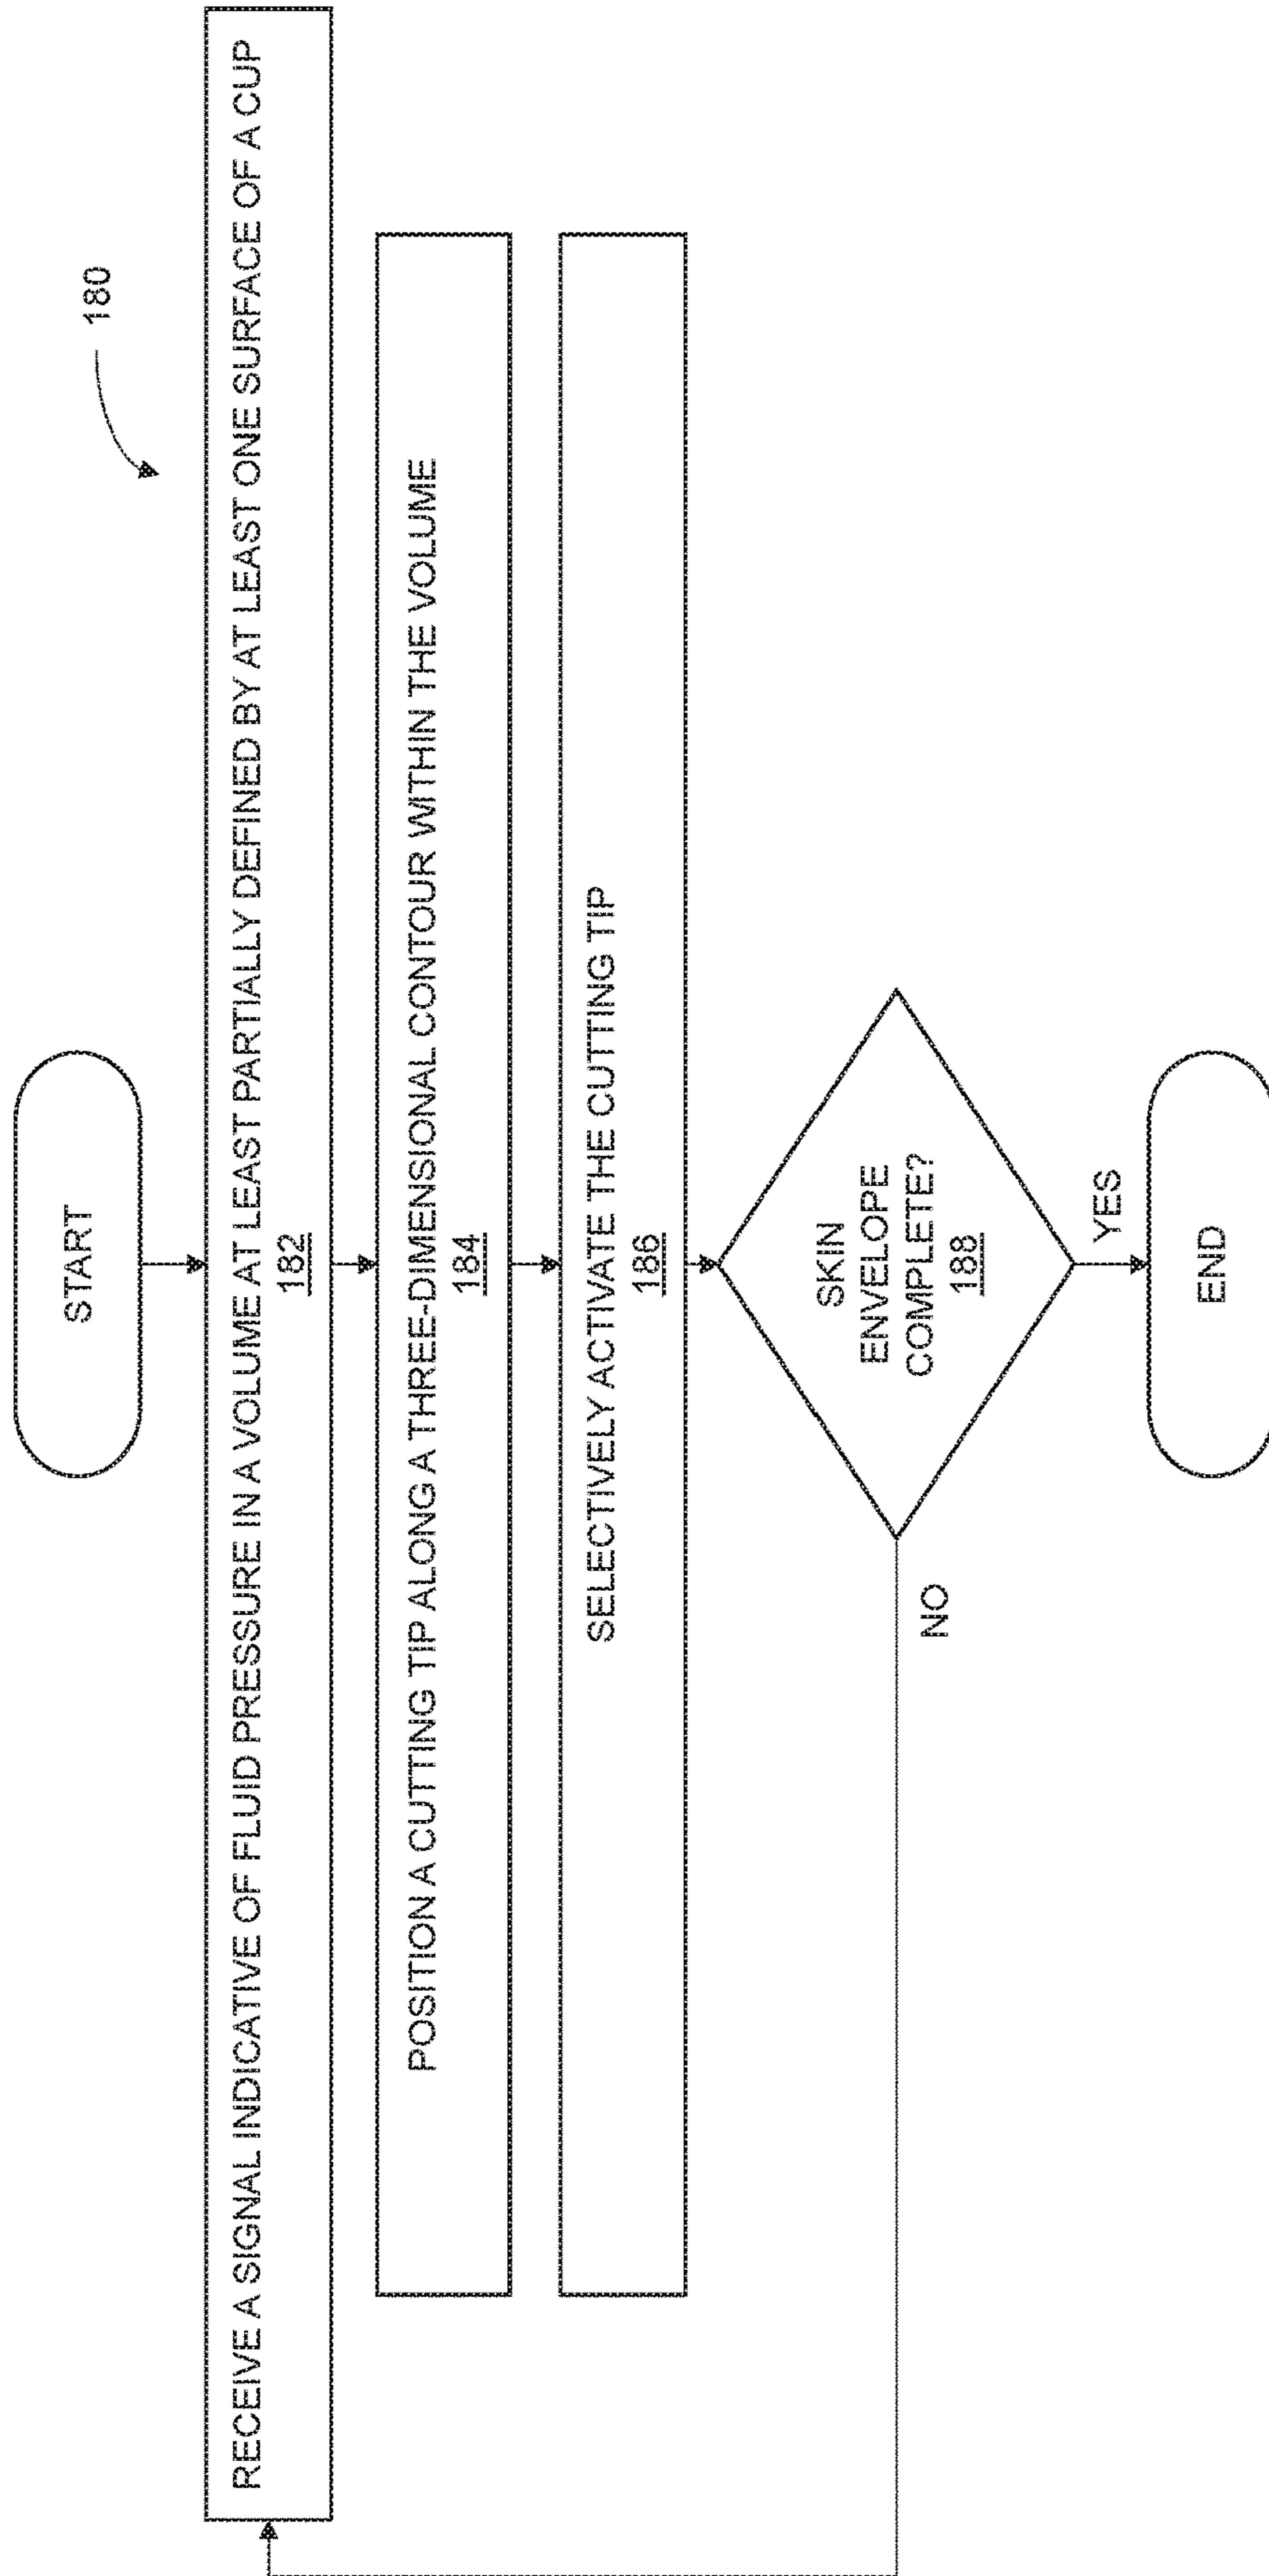 180
START
RECEIVE A SIGNAL INDICATIVE OF FLUID PRESSURE IN A VOLUME AT LEAST PARTIALLY DEFINED BY AT LEAST ONE SURFACE OF A CUP
182
POSITION A CUTTING TIP ALONG A THREE-DIMENSIONAL CONTOUR WITHIN THE VOLUME
184
SELECTIVELY ACTIVATE THE CUTTING TIP
186
SKIN
ENVELOPE
COMPLETE?
188
NO
YES
END